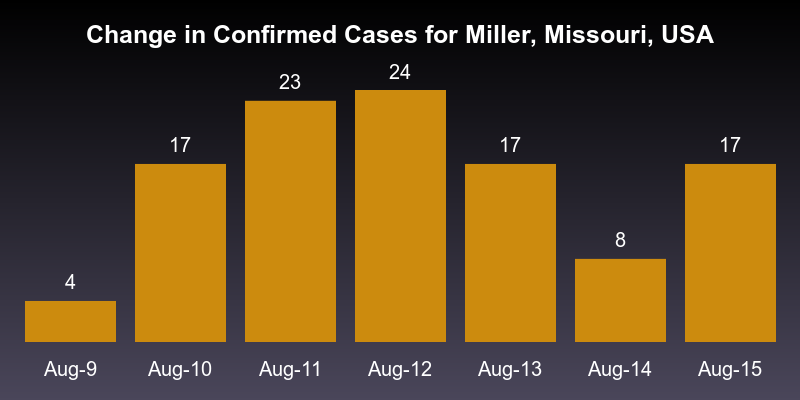 Change in Confirmed Cases for Miller, Missouri, USA
4
17
23
24
17
8
17
Aug-9
Aug-10
Aug-11
Aug-12
Aug-13
Aug-14
Aug-15